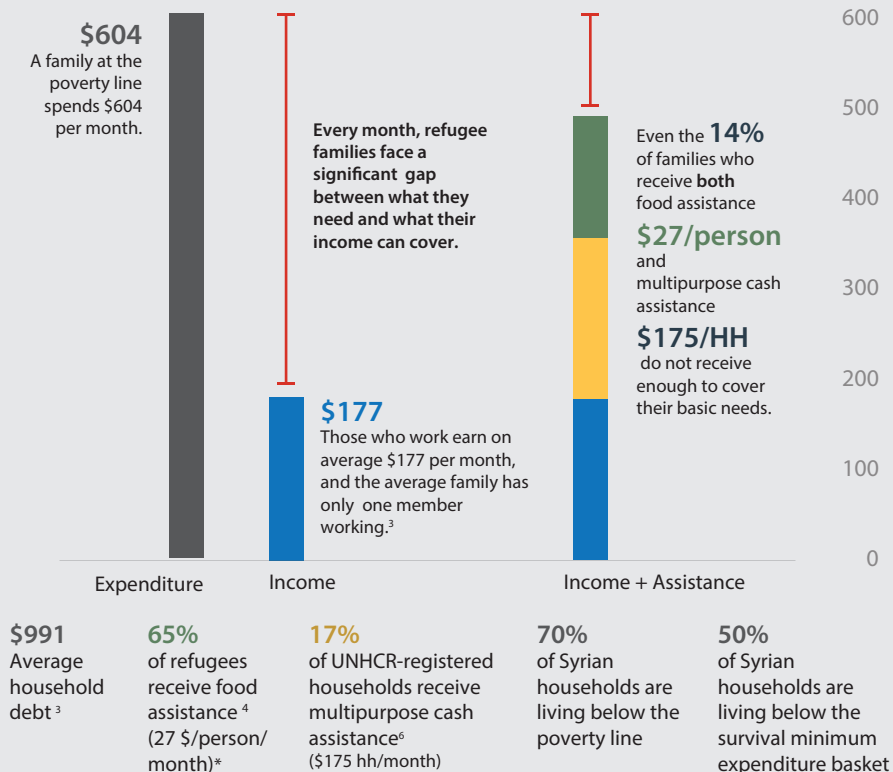 $604
A family at the
poverty line
spends $604
per month.
Every month, refugee
families face a
significant gap
between what they
need and what their
income can cover.
$177
Those who work earn on
average $177 per month,
and the average family has
only one member
working.³
Even the 14%
of families who
receive both
food assistance
$27/person
and
multipurpose cash
assistance
$175/HH
do not receive
enough to cover
their basic needs.
600
500
400
300
200
100
0
Expenditure
Income
Income + Assistance
$991
Average
household
debt ³
65%
of refugees
receive food
assistance ⁴
(27 $/person/
month)*
17%
of UNHCR-registered
households receive
multipurpose cash
assistance⁶
($175 hh/month)
70%
of Syrian
households are
living below the
poverty line
50%
of Syrian
households are
living below the
survival minimum
expenditure basket